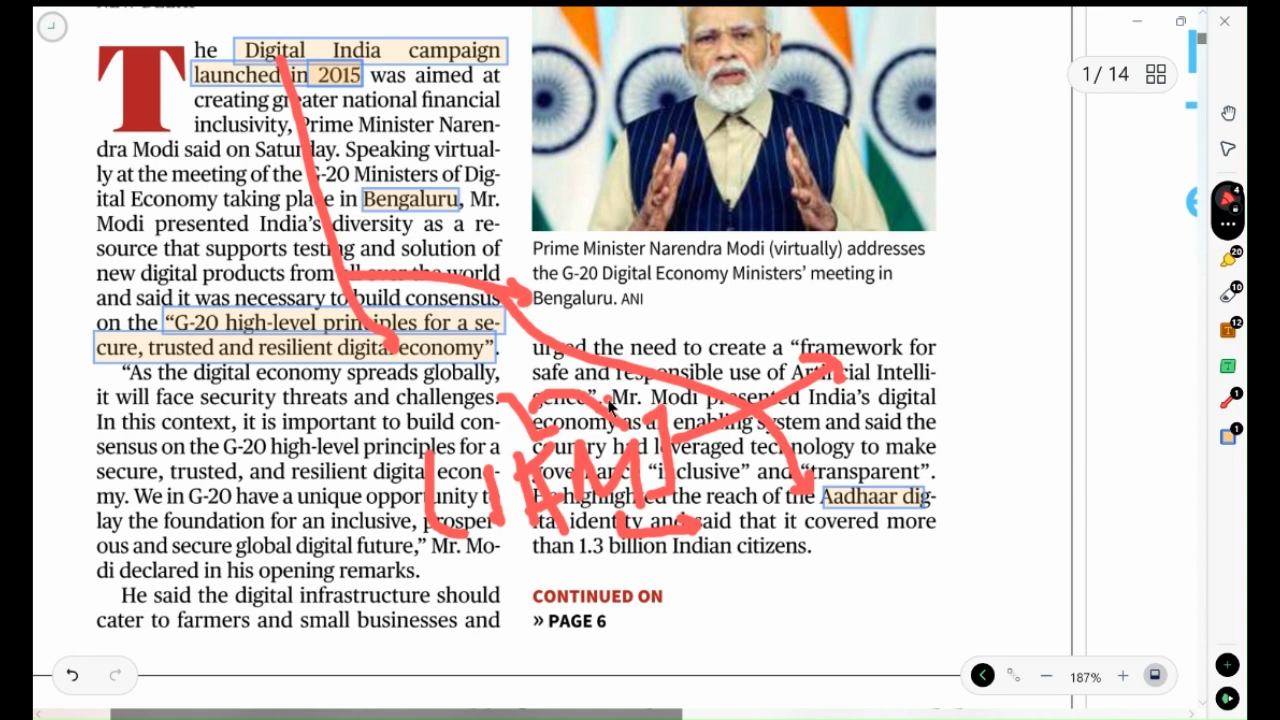 1 / 14
The Digital India campaign
launched in 2015 was aimed at
creating greater national financial
inclusivity, Prime Minister Naren-
dra Modi said on Saturday. Speaking virtual-
ly at the meeting of the G-20 Ministers of Dig-
ital Economy taking place in Bengaluru, Mr.
Modi presented India's diversity as a re-
source that supports testing and solution of
new digital products from all over the world
and said it was necessary to build consensus
on the “G-20 high-level principles for a se-
cure, trusted and resilient digital economy”.
“As the digital economy spreads globally,
it will face security threats and challenges.
In this context, it is important to build con-
sensus on the G-20 high-level principles for a
secure, trusted, and resilient digital econo-
my. We in G-20 have a unique opportunity to
lay the foundation for an inclusive, prosper-
ous and secure global digital future,” Mr. Mo-
di declared in his opening remarks.
He said the digital infrastructure should
cater to farmers and small businesses and
Prime Minister Narendra Modi (virtually) addresses
the G-20 Digital Economy Ministers' meeting in
Bengaluru. ANI
urged the need to create a “framework for
safe and responsible use of Artificial Intelli-
gence”. Mr. Modi presented India's digital
economy as an enabling system and said the
country had leveraged technology to make
governance “inclusive” and “transparent”.
He highlighted the reach of the Aadhaar dig-
ital identity and said that it covered more
than 1.3 billion Indian citizens.
CONTINUED ON
» PAGE 6
4
20
10
12
1
1
187%